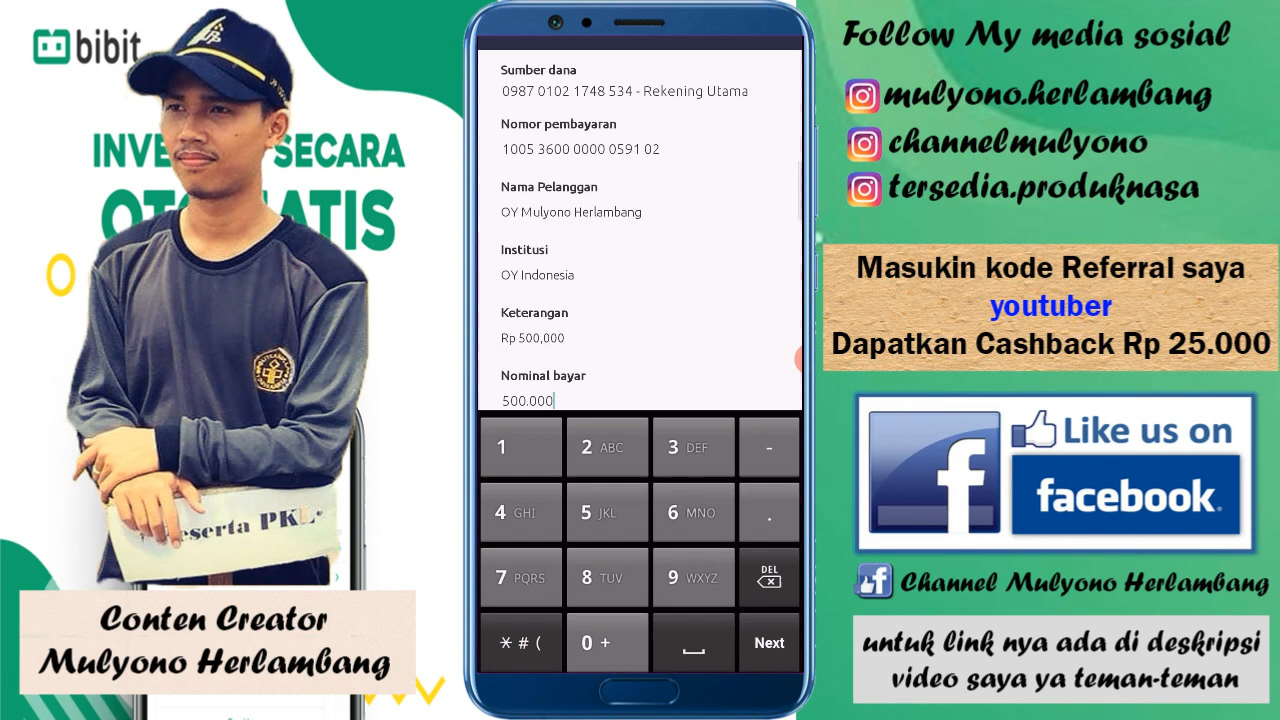 bibit
INVE SECARA
OTOMATIS
Peserta PKL
Conten Creator
Mulyono Herlambang
Sumber dana
0987 0102 1748 534 - Rekening Utama
Nomor pembayaran
1005 3600 0000 0591 02
Nama Pelanggan
OY Mulyono Herlambang
Institusi
OY Indonesia
Keterangan
Rp 500,000
Nominal bayar
500.000
1 2 ABC 3 DEF -
4 GHI 5 JKL 6 MNO .
7 PQRS 8 TUV 9 WXYZ DEL
* # ( 0 + Next
Follow My media sosial
mulyono.herlambang
channelmulyono
tersedia.produknasa
Masukin kode Referral saya
youtuber
Dapatkan Cashback Rp 25.000
f Like us on
facebook.
f Channel Mulyono Herlambang
untuk link nya ada di deskripsi
video saya ya teman-teman